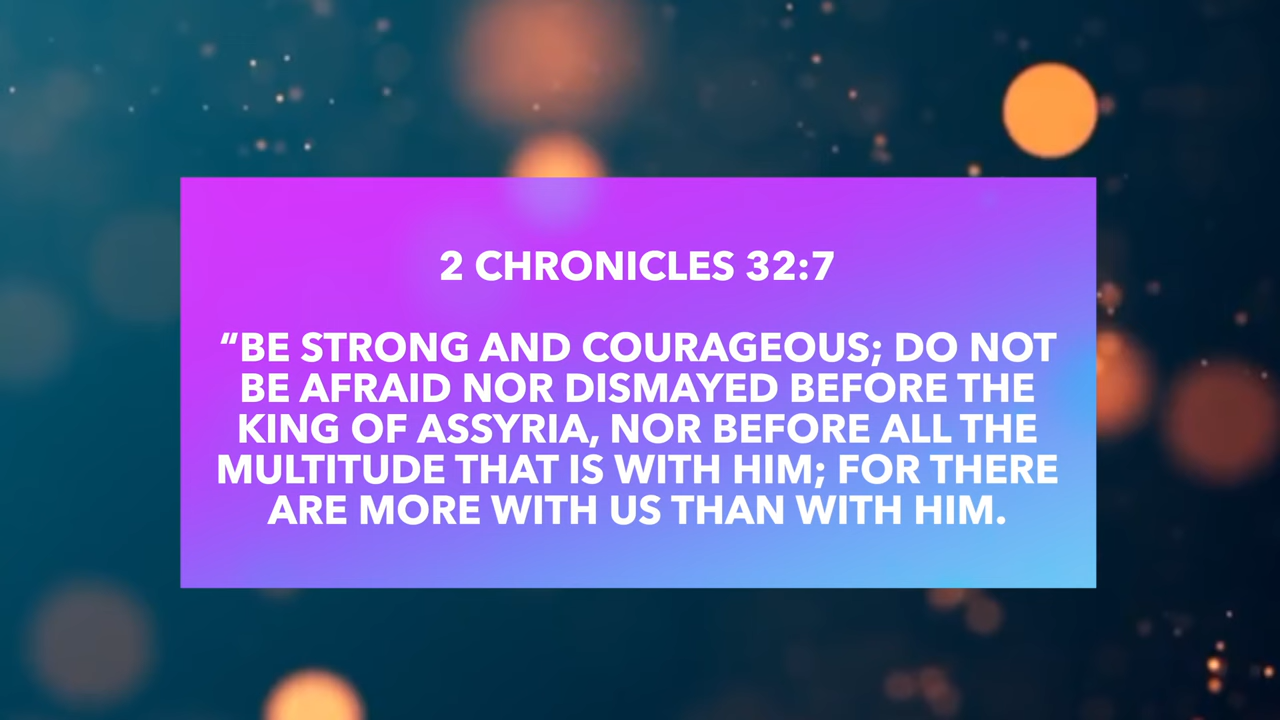 2 CHRONICLES 32:7
“BE STRONG AND COURAGEOUS; DO NOT
BE AFRAID NOR DISMAYED BEFORE THE
KING OF ASSYRIA, NOR BEFORE ALL THE
MULTITUDE THAT IS WITH HIM; FOR THERE
ARE MORE WITH US THAN WITH HIM.